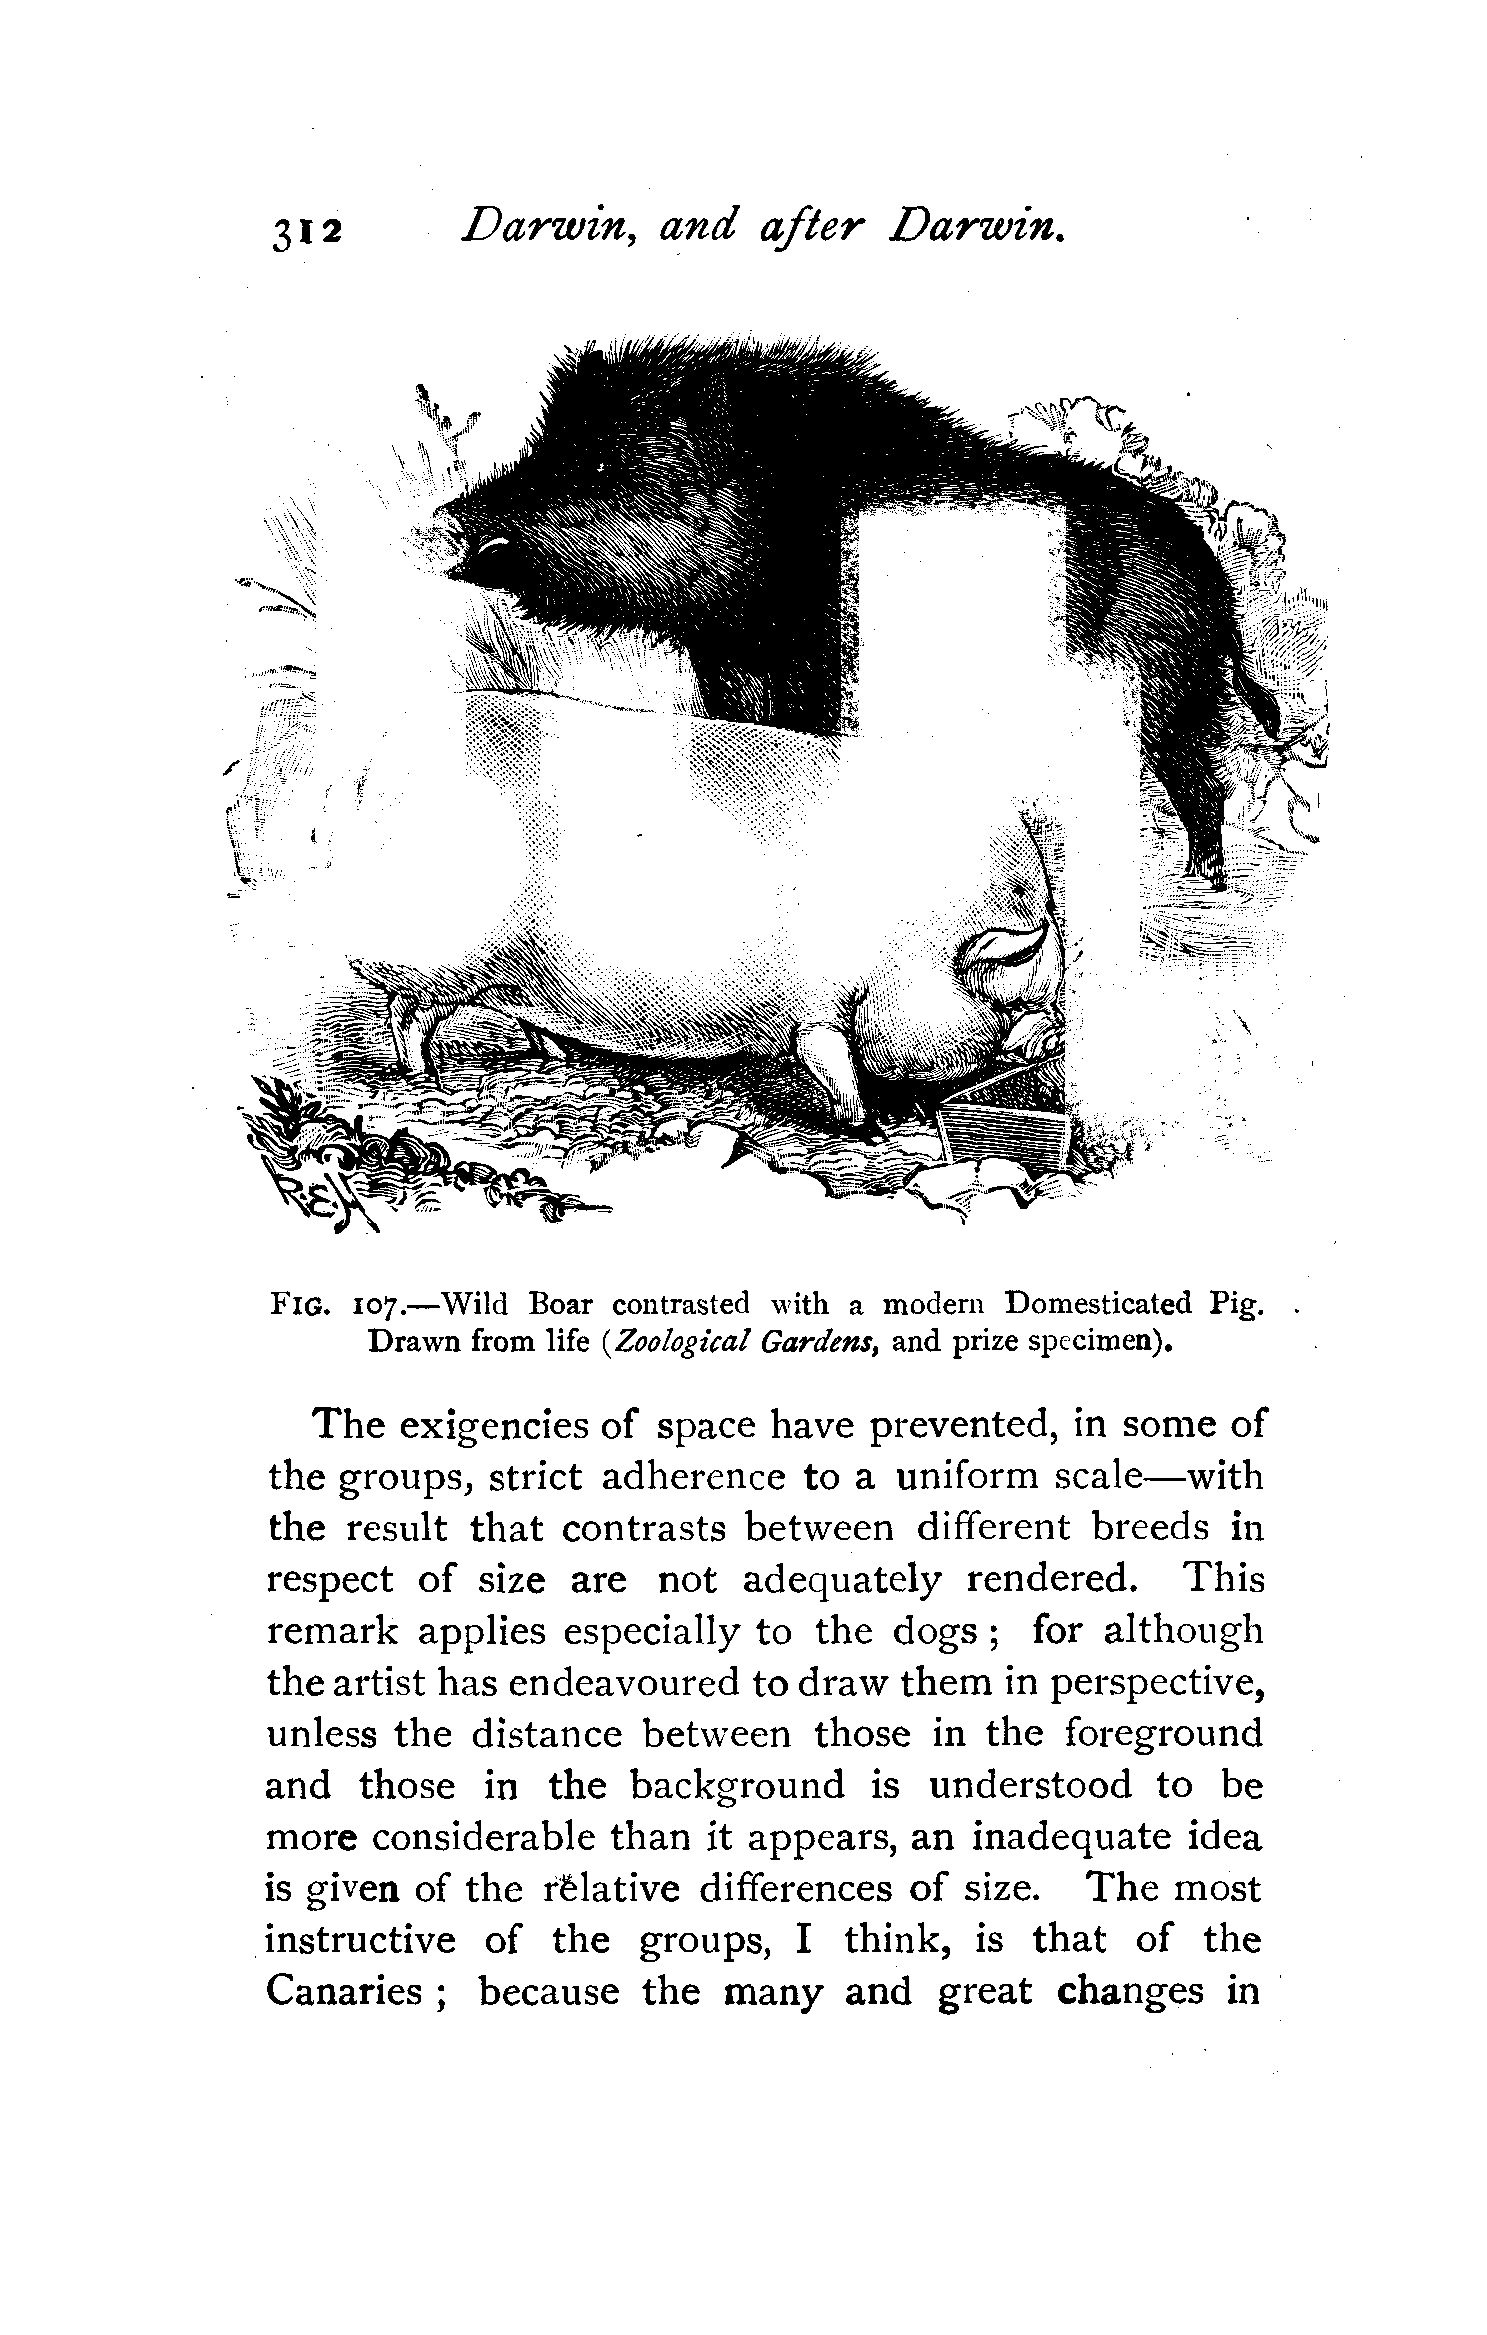 312 Darwin, and after Darwin.
R.E.H
FIG. 107.—Wild Boar contrasted with a modern Domesticated Pig.
Drawn from life (Zoological Gardens, and prize specimen).
The exigencies of space have prevented, in some of
the groups, strict adherence to a uniform scale—with
the result that contrasts between different breeds in
respect of size are not adequately rendered. This
remark applies especially to the dogs ; for although
the artist has endeavoured to draw them in perspective,
unless the distance between those in the foreground
and those in the background is understood to be
more considerable than it appears, an inadequate idea
is given of the relative differences of size. The most
instructive of the groups, I think, is that of the
Canaries ; because the many and great changes in